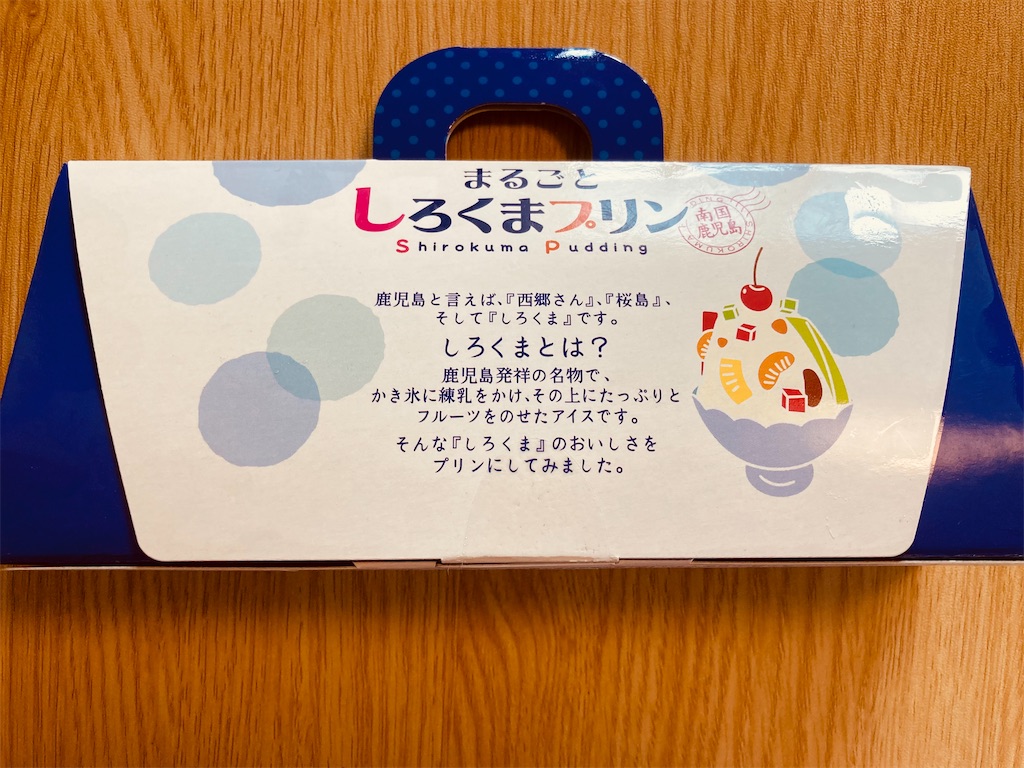 まるごと
しろくまプリン
Shirokuma Pudding
南国
鹿児島
鹿児島と言えば、『西郷さん』、『桜島』、
そして『しろくま』です。
しろくまとは？
鹿児島発祥の名物で、
かき氷に練乳をかけ、その上にたっぷりと
フルーツをのせたアイスです。
そんな『しろくま』のおいしさを
プリンにしてみました。